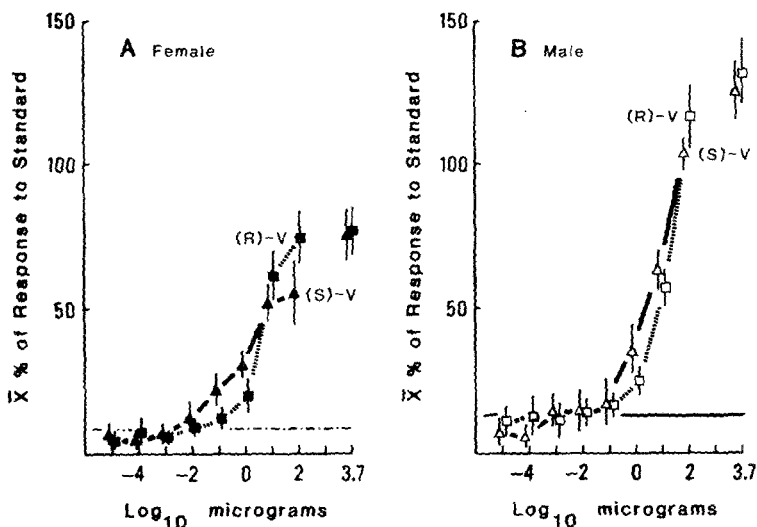 150
100
50
X̄ % of Response to Standard
A Female
(R)-V
(S)-V
-4 -2 0 2 3.7
Log10 micrograms
150
100
50
X̄ % of Response to Standard
B Male
(R)-V
(S)-V
-4 -2 0 2 3.7
Log10 micrograms